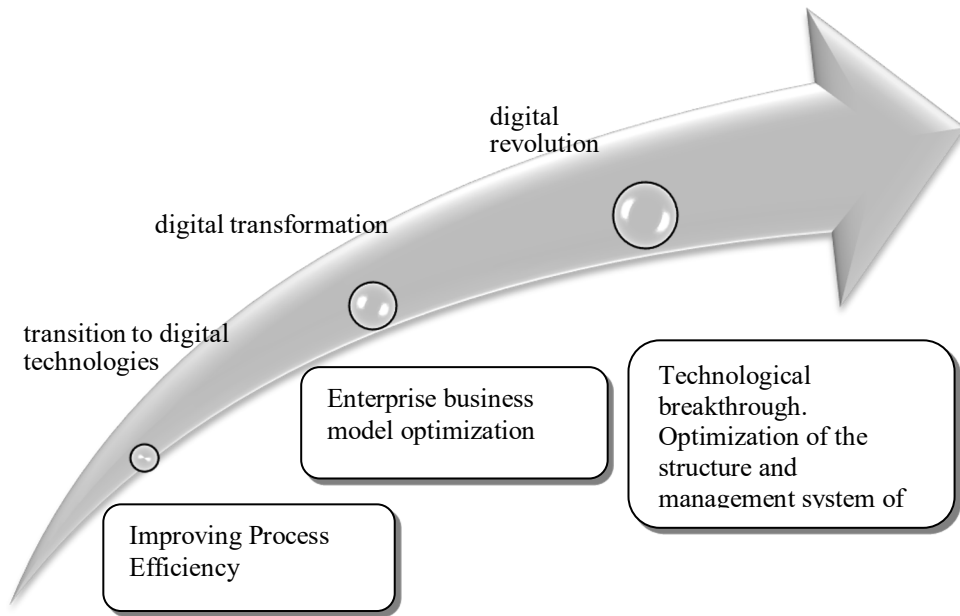 digital
revolution
digital transformation
transition to digital
technologies
Technological
breakthrough.
Optimization of the
structure and
management system of
Enterprise business
model optimization
Improving Process
Efficiency